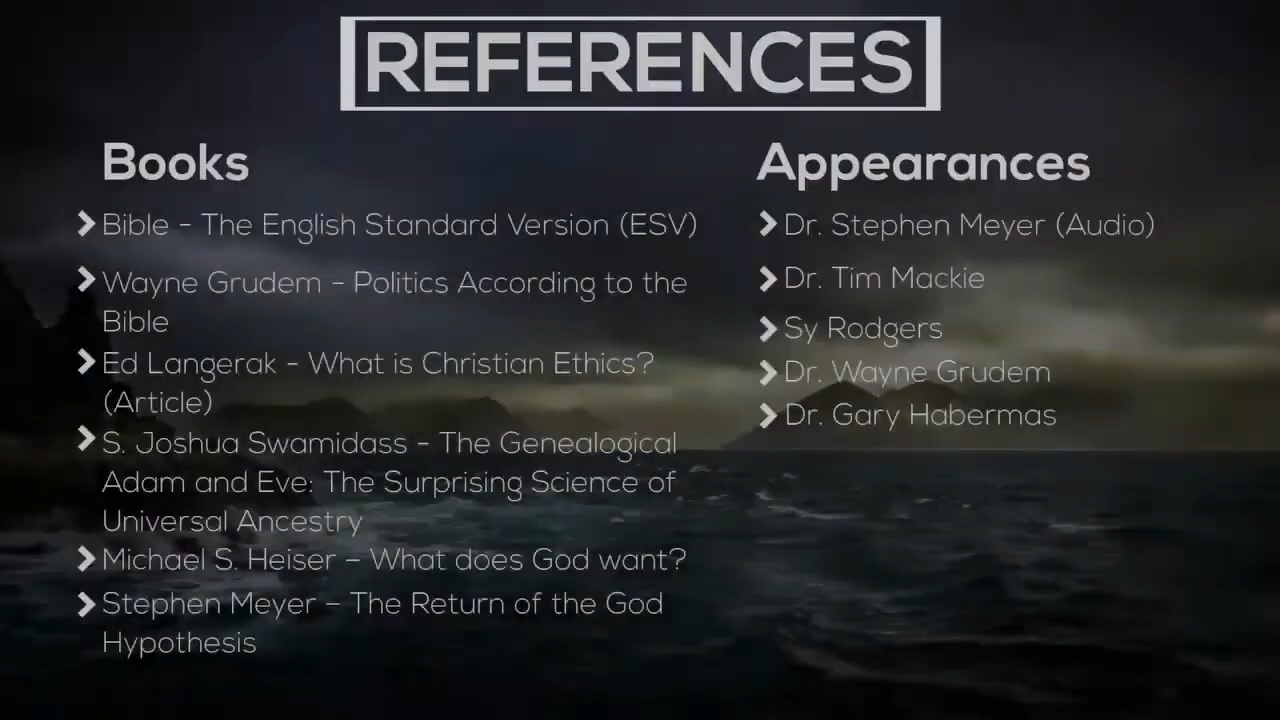 REFERENCES
Books
Bible - The English Standard Version (ESV)
Wayne Grudem - Politics According to the
Bible
Ed Langerak - What is Christian Ethics?
(Article)
S. Joshua Swamidass - The Genealogical
Adam and Eve: The Surprising Science of
Universal Ancestry
Michael S. Heiser – What does God want?
Stephen Meyer – The Return of the God
Hypothesis
Appearances
Dr. Stephen Meyer (Audio)
Dr. Tim Mackie
Sy Rodgers
Dr. Wayne Grudem
Dr. Gary Habermas